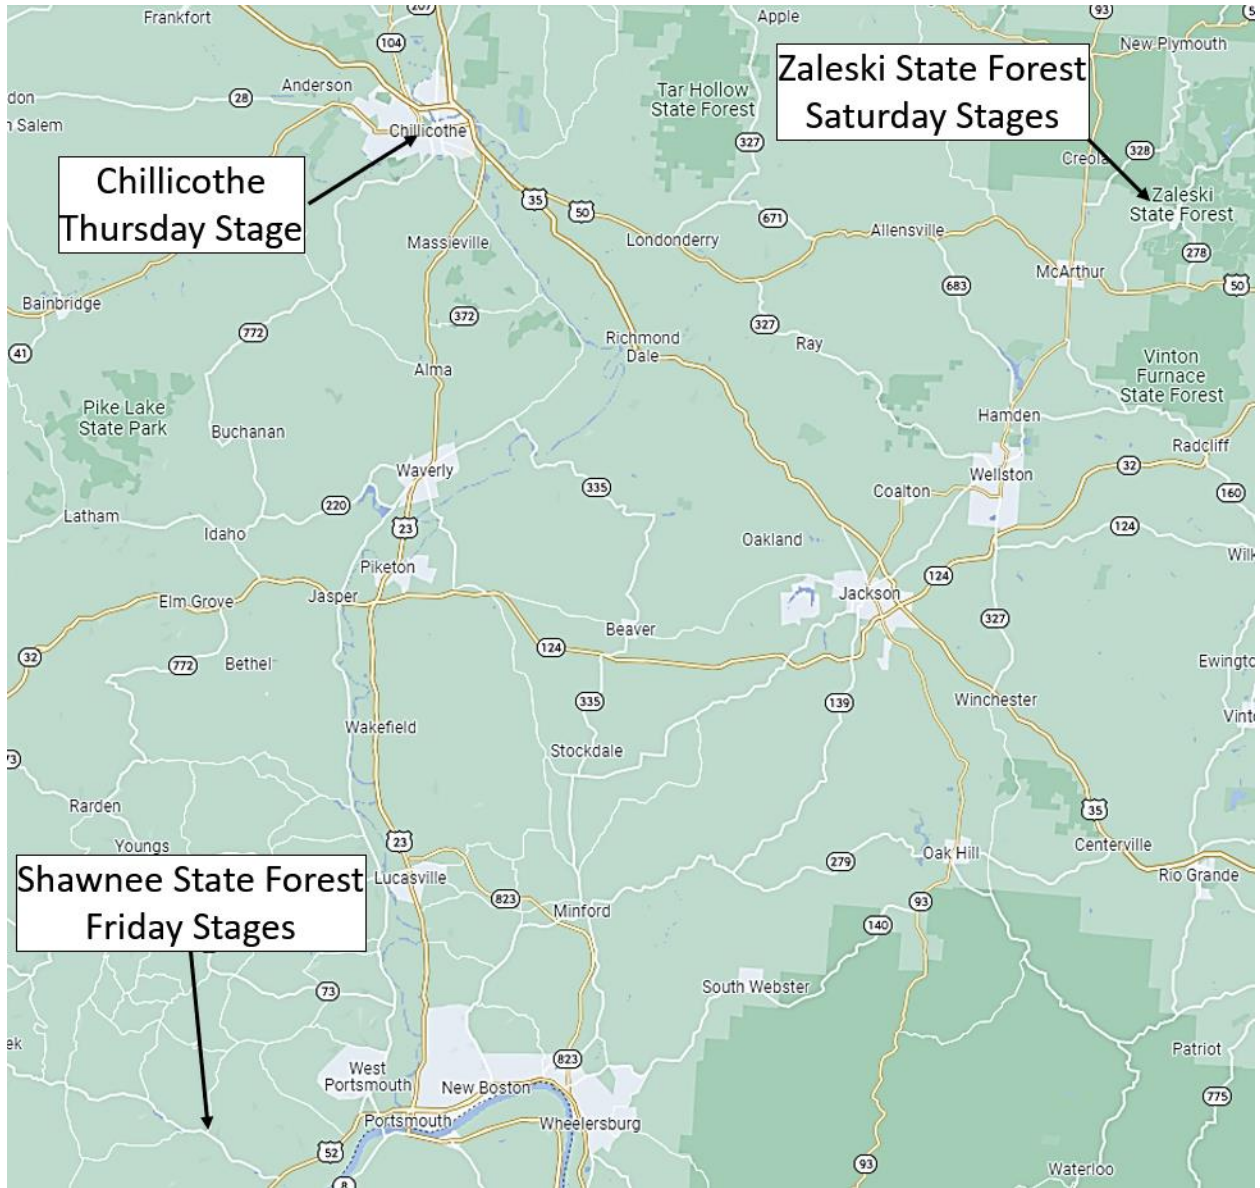 207
93
Frankfort
Apple
104
New Plymouth
Zaleski State Forest
Saturday Stages
Anderson
28
Tar Hollow
State Forest
Chillicothe
327
328
Creola
Chillicothe
Thursday Stage
35
50
Zaleski
State Forest
671
Massieville
Londonderry
Allensville
278
McArthur
50
683
Bainbridge
372
327
772
Richmond
Dale
Ray
41
Vinton
Furnace
State Forest
Alma
Pike Lake
State Park
Hamden
Buchanan
Radcliff
Waverly
32
Wellston
335
Coalton
160
220
Latham
23
124
Idaho
Oakland
Piketon
124
Jackson
Elm Grove
Jasper
327
Beaver
124
32
772
Bethel
Ewingto
335
139
Winchester
Vinto
Wakefield
Stockdale
73
Rarden
35
23
Youngs
Centerville
Oak Hill
279
Rio Grande
Shawnee State Forest
Friday Stages
Lucasville
823
93
Minford
140
73
South Webster
Patriot
823
West
Portsmouth
New Boston
775
Portsmouth
Wheelersburg
52
93
Waterloo
8